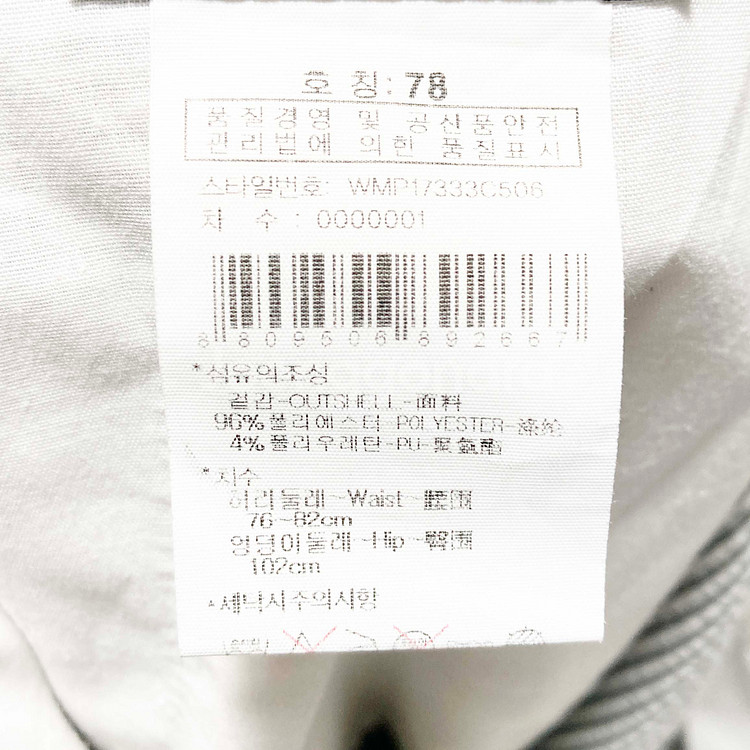 호 칭: 78
품질경영 및 공산품안전
관리법에 의한 품질표시
스타일번호: WMP17333C506
차 수 : 0000001
8 809506 892667
*섬유의조성
겉감-OUTSHELL-面料
96%폴리에스터 POLYESTER-涤纶
4%폴리우레탄-PU-聚氨酯
*치수
허리둘레-Waist-腰围
76~82cm
엉덩이둘레-Hip-臀围
102cm
세탁시주의사항